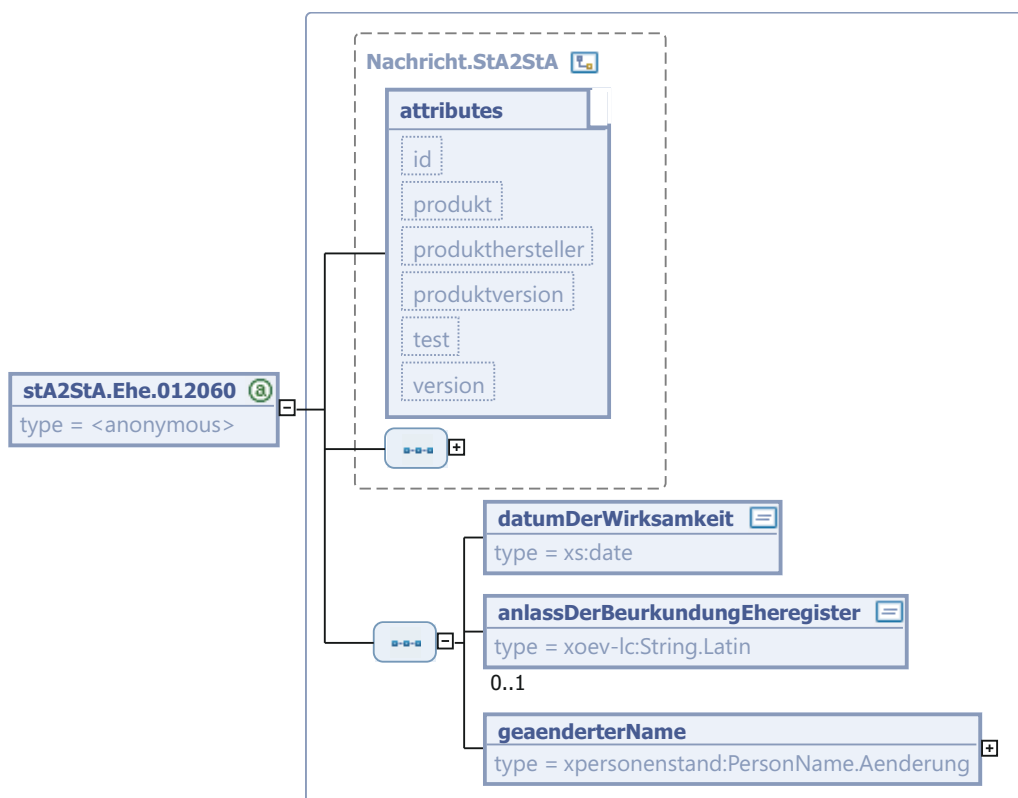 Nachricht.StA2StA
attributes
id
produkt
produkthersteller
produktversion
test
version
stA2StA.Ehe.012060
type = <anonymous>
datumDerWirksamkeit
type = xs:date
anlassDerBeurkundungEheregister
type = xoev-lc:String.Latin
0..1
geaenderterName
type = xpersonenstand:PersonName.Aenderung